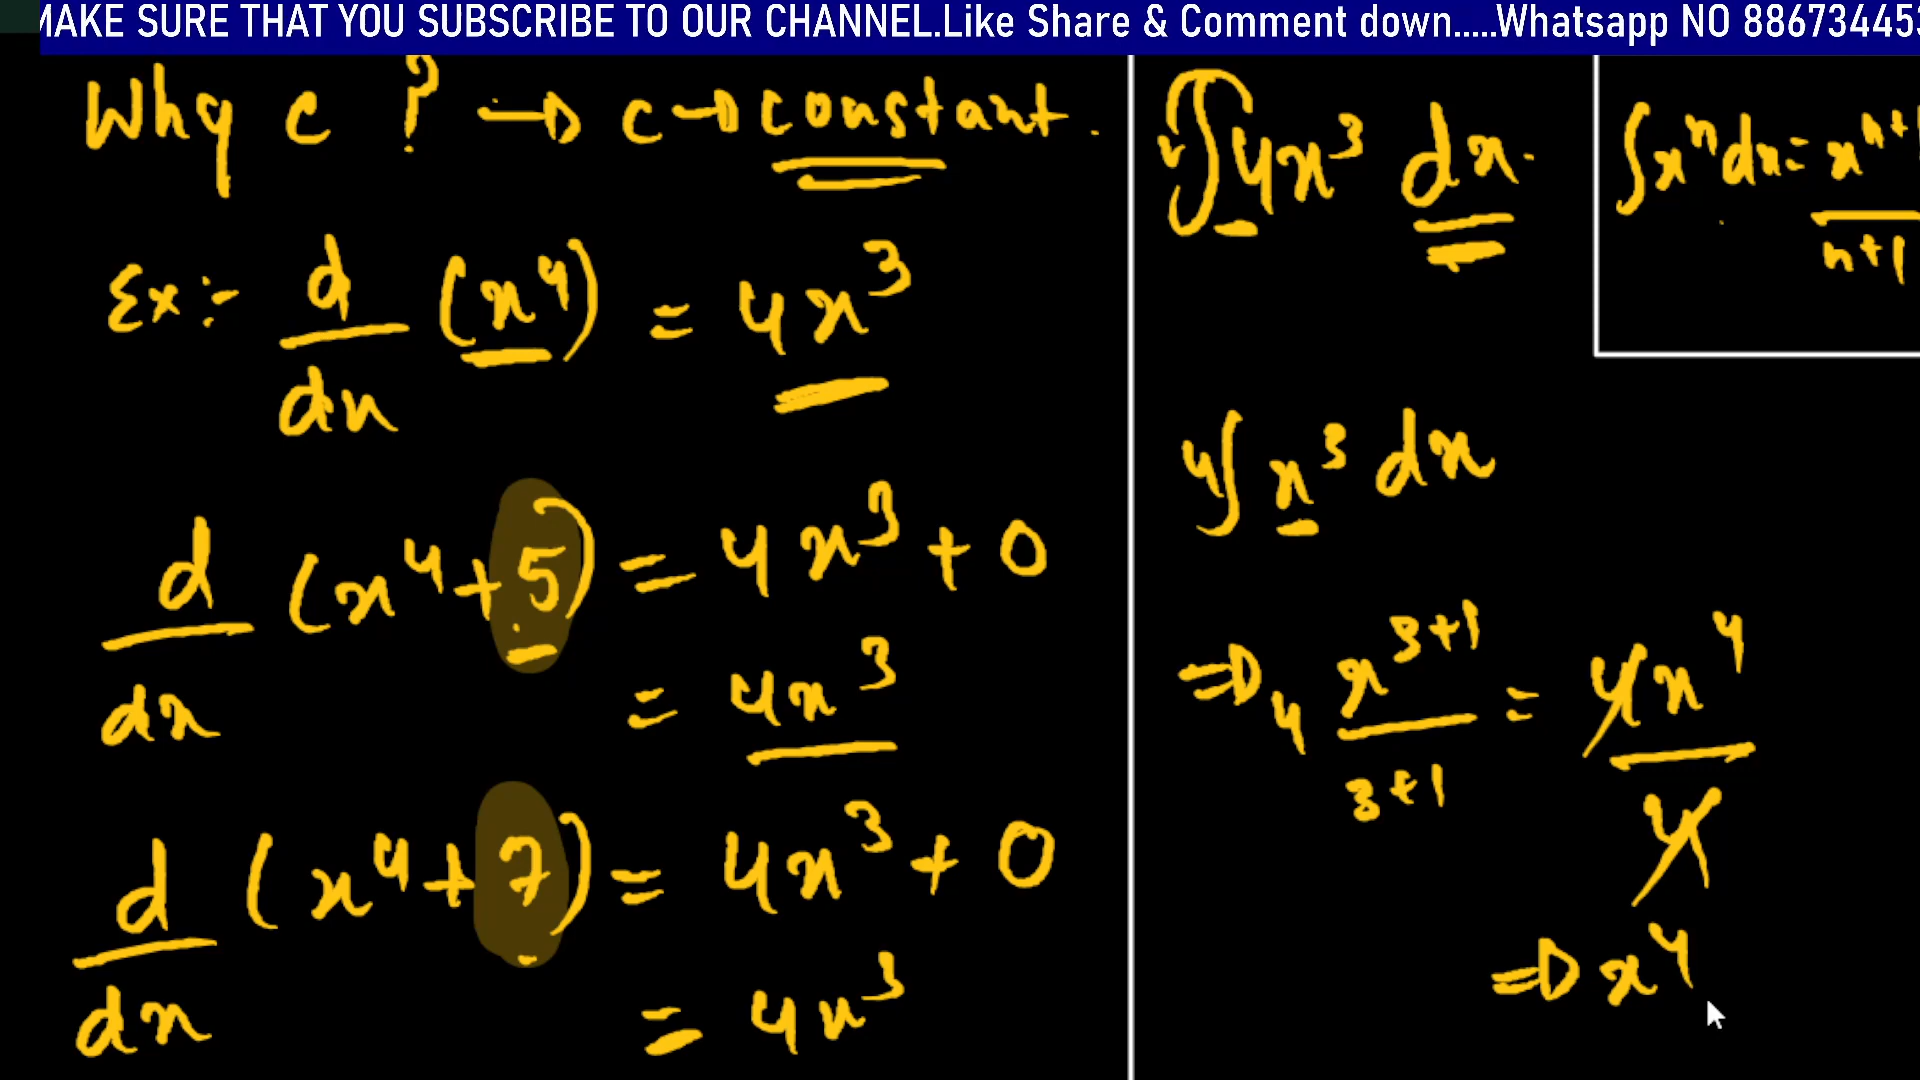 MAKE SURE THAT YOU SUBSCRIBE TO OUR CHANNEL.Like Share & Comment down.....Whatsapp NO 886734453
Why c ? → c → constant.
Ex:- d/dx (x⁴) = 4x³
d/dx (x⁴+5) = 4x³ + 0
= 4x³
d/dx (x⁴+7) = 4x³ + 0
= 4x³
∫4x³ dx.
∫xⁿdx = xⁿ⁺¹/n+1
4∫x³ dx
⇒ 4 x³⁺¹/3+1 = 4x⁴/4
⇒ x⁴